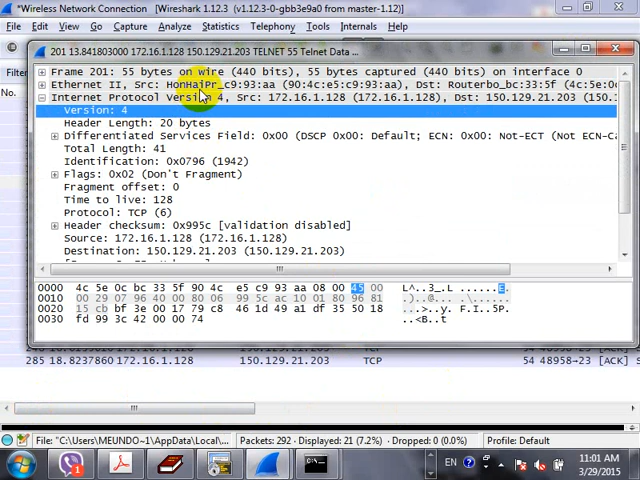 *Wireless Network Connection [Wireshark 1.12.3 (v1.12.3-0-gbb3e9a0 from master-1.12)]
File Edit View Go Capture Analyze Statistics Telephony Tools Internals Help
Filter
No.
201 13.841803000 172.16.1.128 150.129.21.203 TELNET 55 Telnet Data ...
Frame 201: 55 bytes on wire (440 bits), 55 bytes captured (440 bits) on interface 0
Ethernet II, Src: HonHaiPr_c9:93:aa (90:4c:e5:c9:93:aa), Dst: Routerbo_bc:33:5f (4c:5e:0c
Internet Protocol Version 4, Src: 172.16.1.128 (172.16.1.128), Dst: 150.129.21.203 (150.1
Version: 4
Header Length: 20 bytes
Differentiated Services Field: 0x00 (DSCP 0x00: Default; ECN: 0x00: Not-ECT (Not ECN-Ca
Total Length: 41
Identification: 0x0796 (1942)
Flags: 0x02 (Don't Fragment)
Fragment offset: 0
Time to live: 128
Protocol: TCP (6)
Header checksum: 0x995c [validation disabled]
Source: 172.16.1.128 (172.16.1.128)
Destination: 150.129.21.203 (150.129.21.203)
0000 4c 5e 0c bc 33 5f 90 4c e5 c9 93 aa 08 00 45 00 L^..3_.L ......E.
0010 00 29 07 96 40 00 80 06 99 5c ac 10 01 80 96 81 .)..@... .\......
0020 15 cb bf 3e 00 17 79 c8 46 1d 49 a1 df 35 50 18 ...>..y. F.I..5P.
0030 fd 99 3c 42 00 00 74 ..<B..t
285 18.8237860 172.16.1.128 150.129.21.203 TCP 54 48958→23 [ACK]
File: "C:\Users\MEUNDO~1\AppData\Local\... Packets: 292 · Displayed: 21 (7.2%) · Dropped: 0 (0.0%) Profile: Default
EN
11:01 AM
3/29/2015